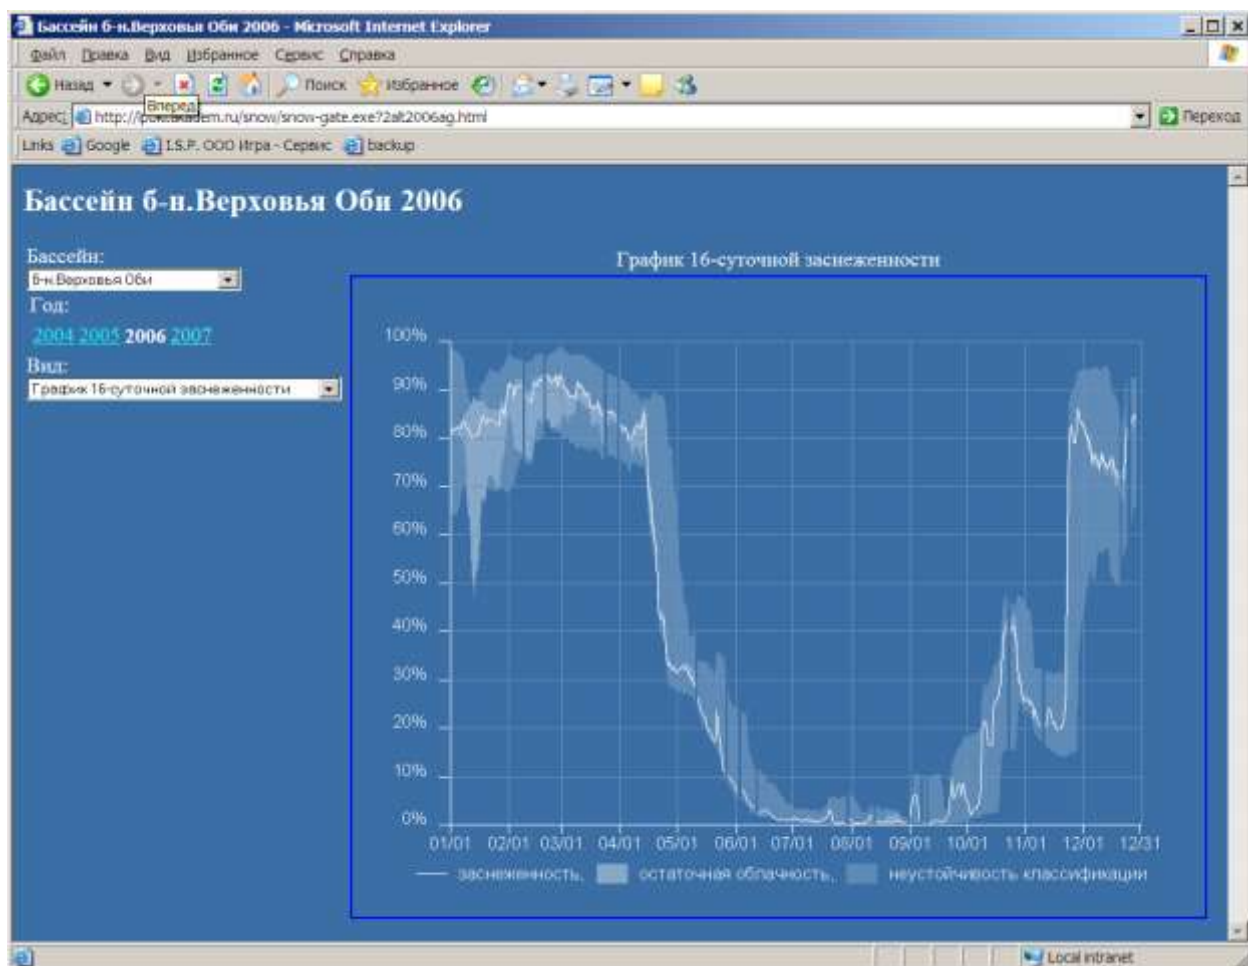 Бассейн б-н.Верховья Оби 2006 - Microsoft Internet Explorer
Файл Правка Вид Избранное Сервис Справка
Назад Поиск Избранное
Вперед
Адрес: http:// .ru/snow/snow-gate.exe?2alt2006ag.html Переход
Links Google I.S.P. ООО Игра - Сервис backup
Бассейн б-н.Верховья Оби 2006
Бассейн:
б-н.Верховья Оби
Год:
2004 2005 2006 2007
Вид:
График 16-суточной заснеженности
График 16-суточной заснеженности
100%
90%
80%
70%
60%
50%
40%
30%
20%
10%
0%
01/01 02/01 03/01 04/01 05/01 06/01 07/01 08/01 09/01 10/01 11/01 12/01 12/31
заснеженность, остаточная облачность, неустойчивость классификации
Local intranet